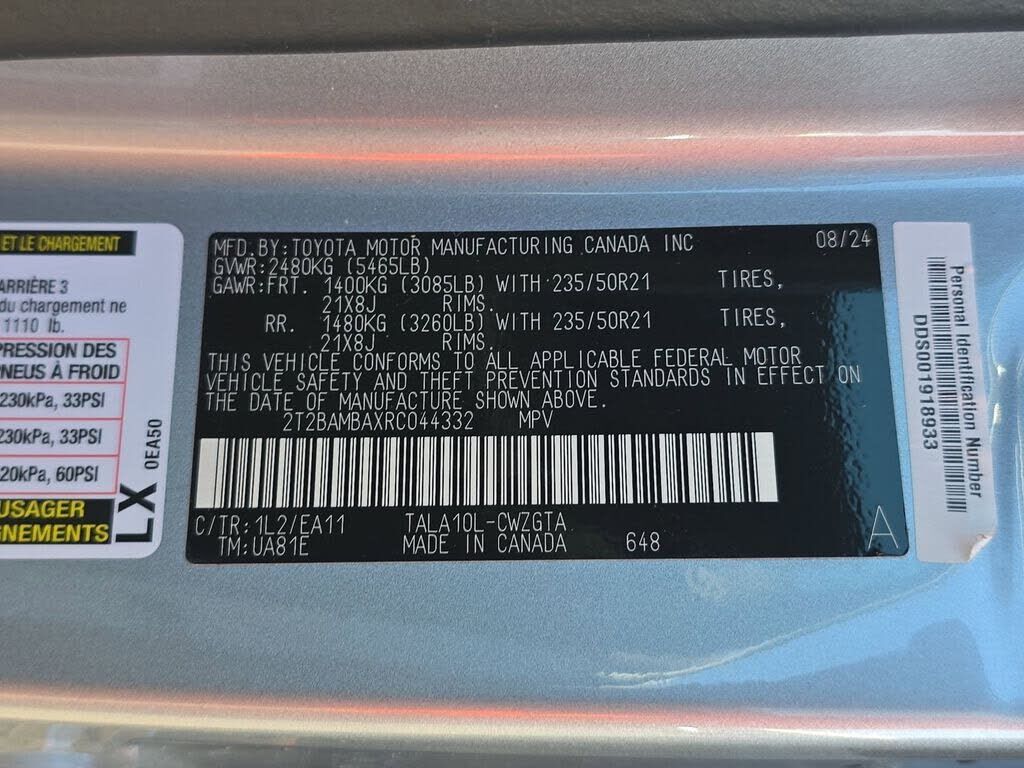 ET LE CHARGEMENT
ARRIÈRE 3
du chargement ne
1110 lb.
PRESSION DES
PNEUS À FROID
230kPa, 33PSI
230kPa, 33PSI
20kPa, 60PSI
USAGER
GNEMENTS
LX 0EA50
MFD.BY:TOYOTA MOTOR MANUFACTURING CANADA INC 08/24
GVWR:2480KG (5465LB)
GAWR:FRT. 1400KG (3085LB) WITH 235/50R21 TIRES,
21X8J RIMS.
RR. 1480KG (3260LB) WITH 235/50R21 TIRES,
21X8J RIMS.
THIS VEHICLE CONFORMS TO ALL APPLICABLE FEDERAL MOTOR
VEHICLE SAFETY AND THEFT PREVENTION STANDARDS IN EFFECT ON
THE DATE OF MANUFACTURE SHOWN ABOVE.
2T2BAMBAXRC044332 MPV
C/TR:1L2/EA11 TALA10L-CWZGTA
TM:UA81E MADE IN CANADA 648
A
Personal Identification Number
DDS001918933